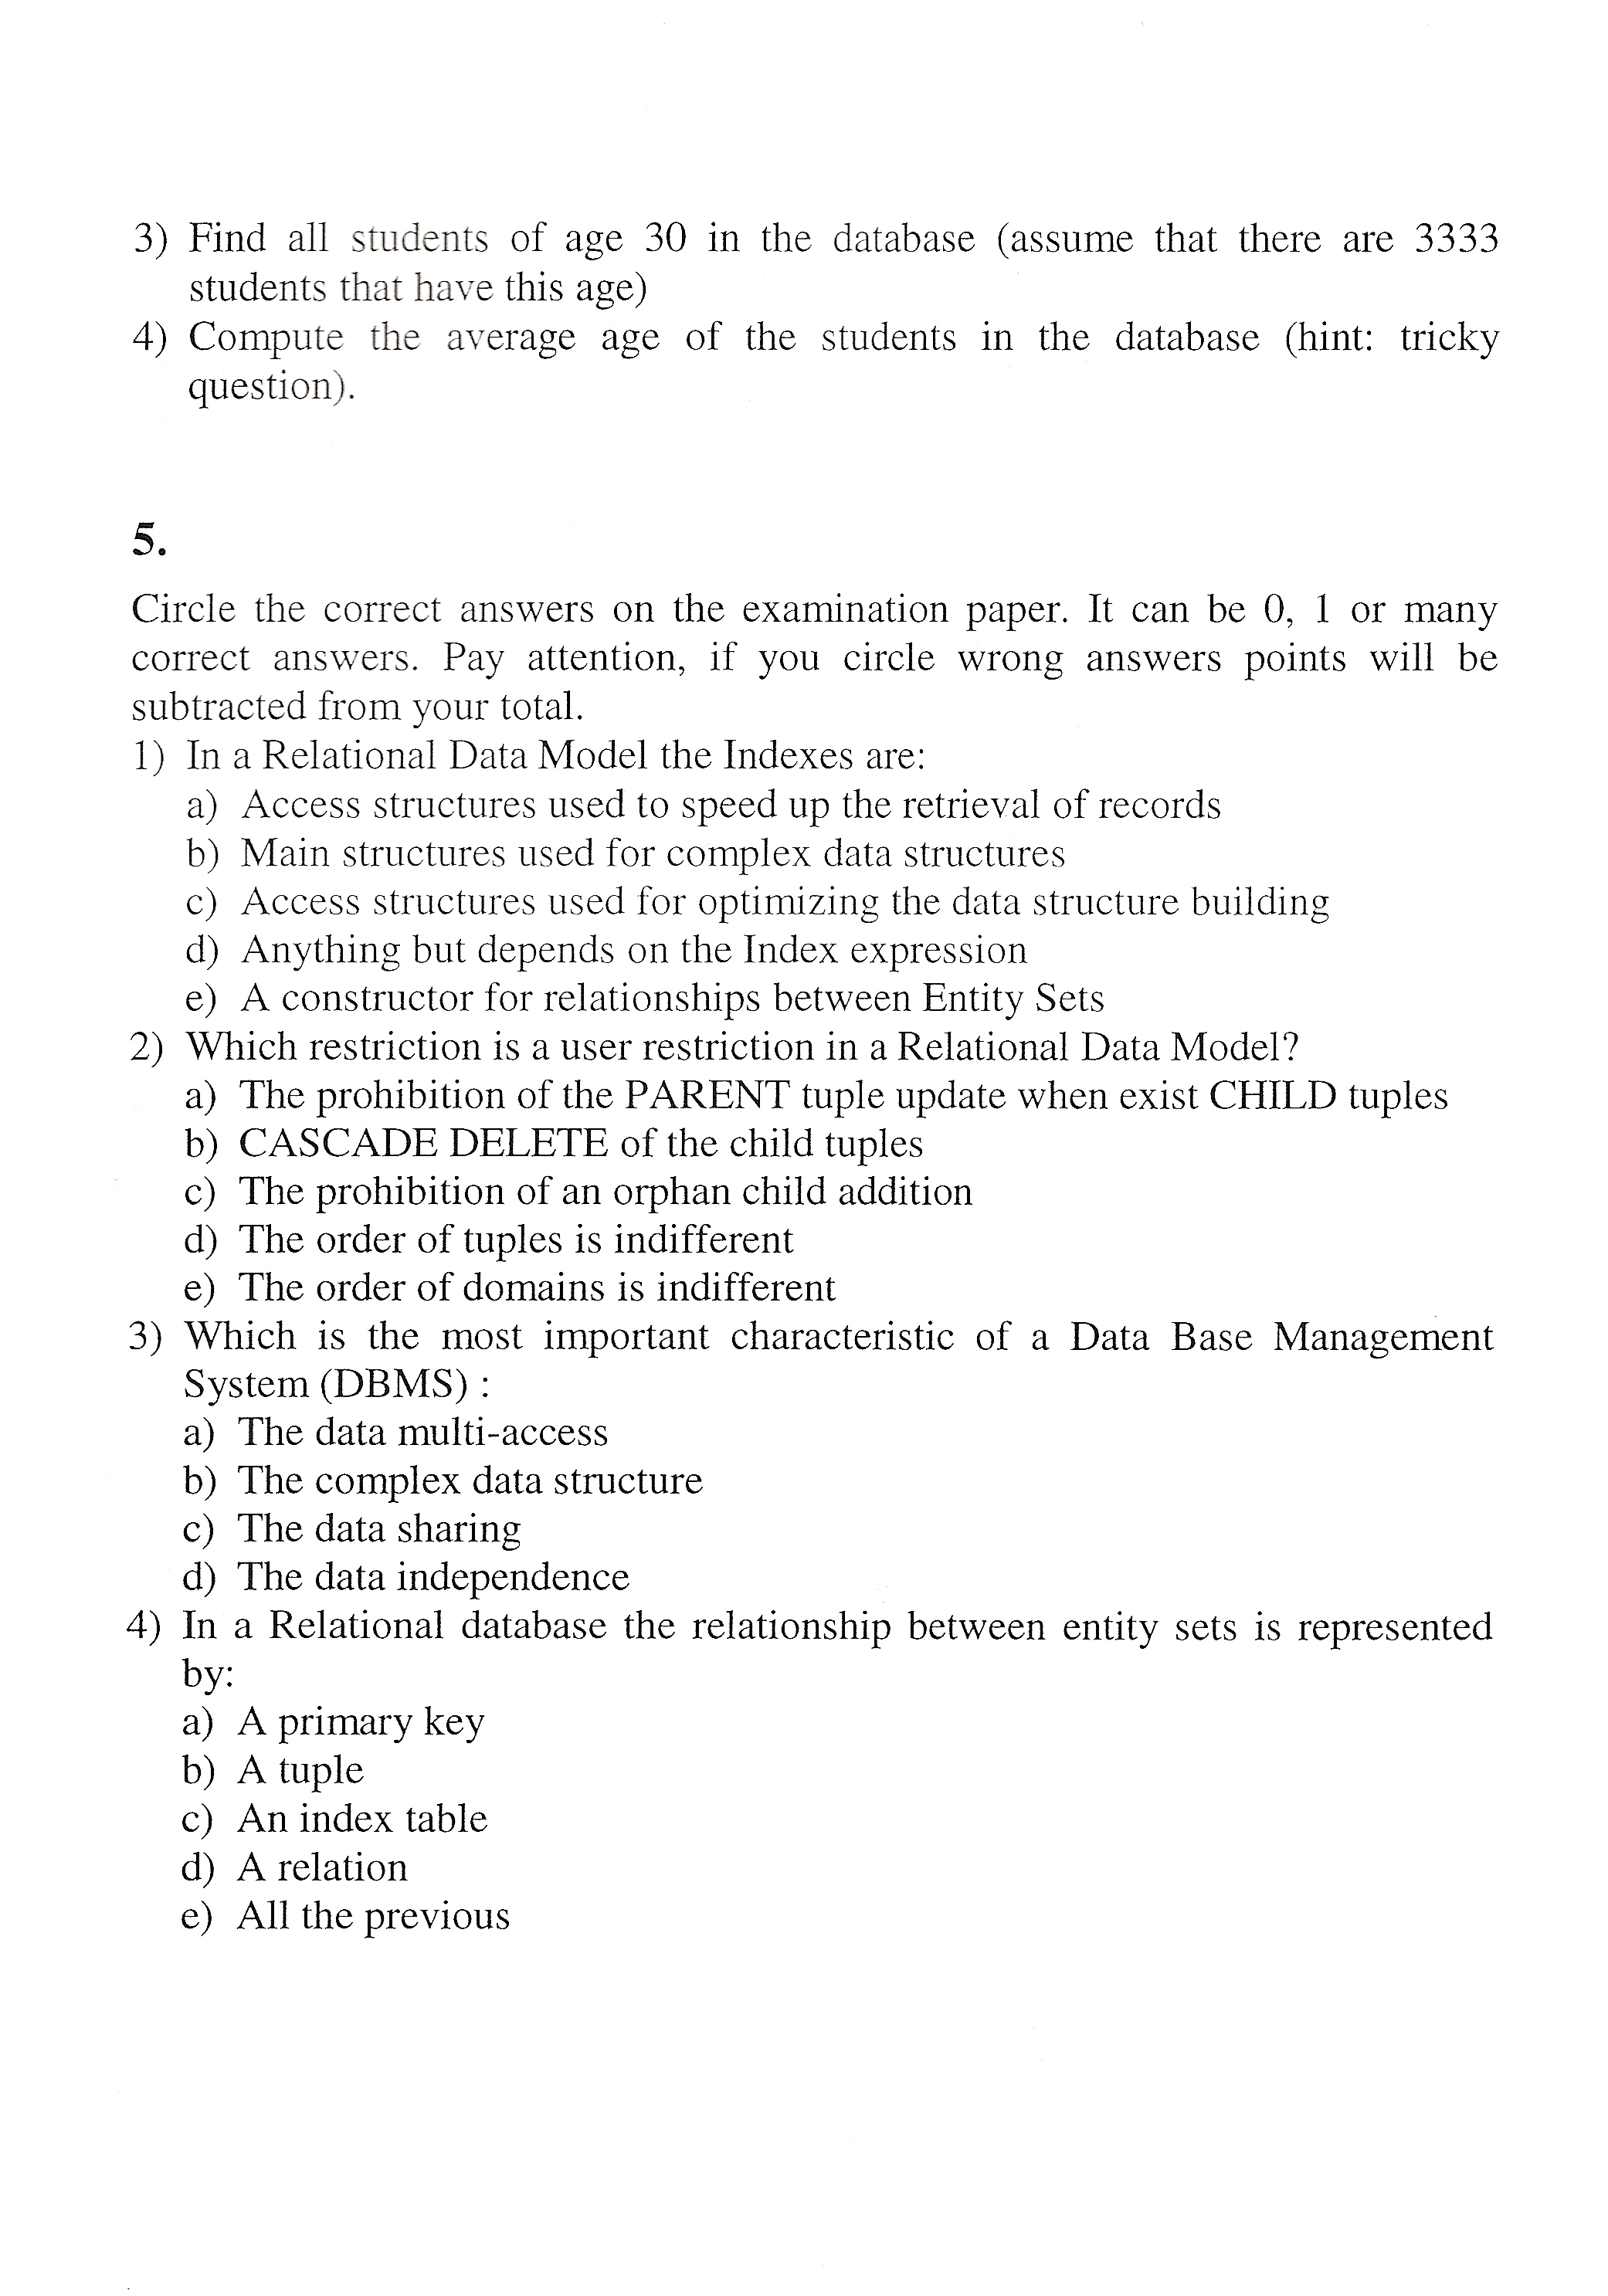 3) Find all students of age 30 in the database (assume that there are 3333
students that have this age)
4) Compute the average age of the students in the database (hint: tricky
question).
5.
Circle the correct answers on the examination paper. It can be 0, 1 or many
correct answers. Pay attention, if you circle wrong answers points will be
subtracted from your total.
1) In a Relational Data Model the Indexes are:
a) Access structures used to speed up the retrieval of records
b) Main structures used for complex data structures
c) Access structures used for optimizing the data structure building
d) Anything but depends on the Index expression
e) A constructor for relationships between Entity Sets
2) Which restriction is a user restriction in a Relational Data Model?
a) The prohibition of the PARENT tuple update when exist CHILD tuples
b) CASCADE DELETE of the child tuples
c) The prohibition of an orphan child addition
d) The order of tuples is indifferent
e) The order of domains is indifferent
3) Which is the most important characteristic of a Data Base Management
System (DBMS) :
a) The data multi-access
b) The complex data structure
c) The data sharing
d) The data independence
4) In a Relational database the relationship between entity sets is represented
by:
a) A primary key
b) A tuple
c) An index table
d) A relation
e) All the previous